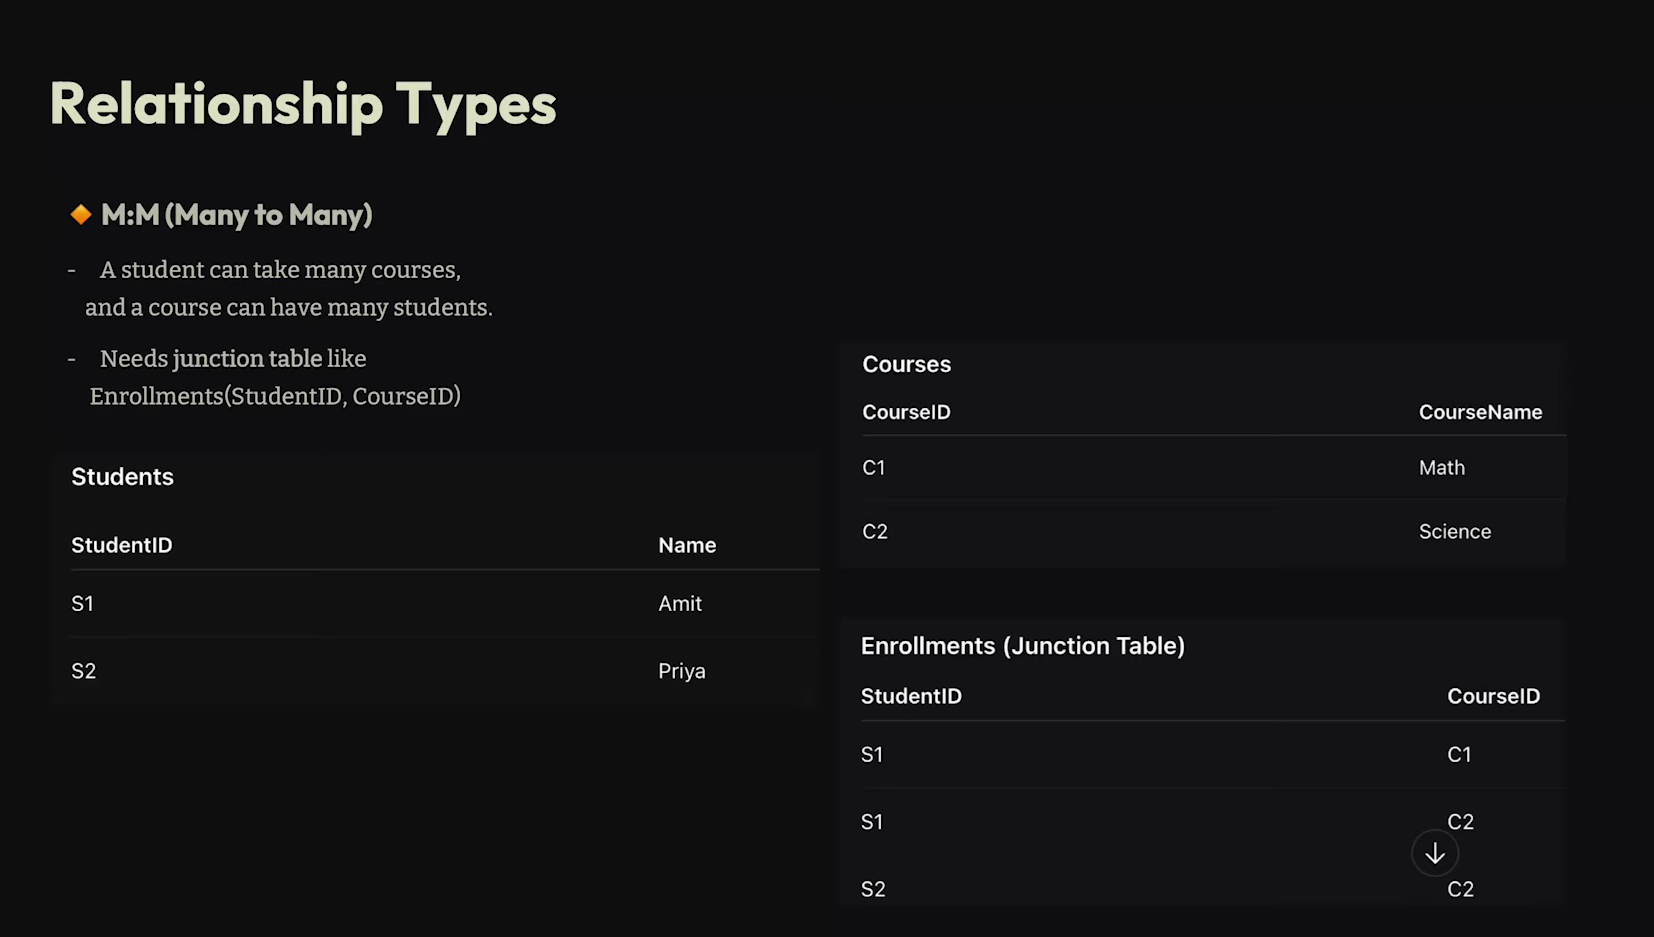 Relationship Types
🔸 M:M (Many to Many)
- A student can take many courses,
and a course can have many students.
- Needs junction table like
Enrollments(StudentID, CourseID)
Students
StudentID Name
S1 Amit
S2 Priya
Courses
CourseID CourseName
C1 Math
C2 Science
Enrollments (Junction Table)
StudentID CourseID
S1 C1
S1 C2
S2 C2